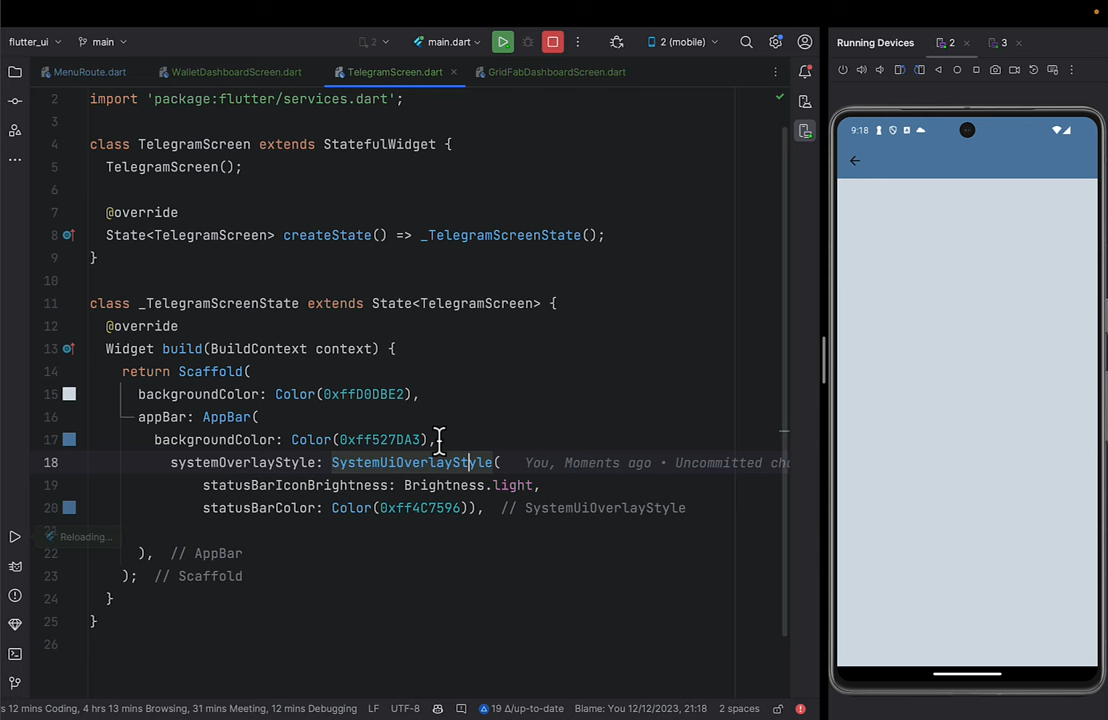 flutter_ui
main
2
main.dart
2 (mobile)
Running Devices
2
3
MenuRoute.dart
WalletDashboardScreen.dart
TelegramScreen.dart
GridFabDashboardScreen.dart
2 import 'package:flutter/services.dart';
3
4 class TelegramScreen extends StatefulWidget {
5 TelegramScreen();
6
7 @override
8 State<TelegramScreen> createState() => _TelegramScreenState();
9 }
10
11 class _TelegramScreenState extends State<TelegramScreen> {
12 @override
13 Widget build(BuildContext context) {
14 return Scaffold(
15 backgroundColor: Color(0xffD0DBE2),
16 appBar: AppBar(
17 backgroundColor: Color(0xff527DA3),
18 systemOverlayStyle: SystemUiOverlayStyle( You, Moments ago • Uncommitted cha
19 statusBarIconBrightness: Brightness.light,
20 statusBarColor: Color(0xff4C7596)), // SystemUiOverlayStyle
Reloading...
22 ), // AppBar
23 ); // Scaffold
24 }
25 }
26
9:18
s 12 mins Coding, 4 hrs 13 mins Browsing, 31 mins Meeting, 12 mins Debugging LF UTF-8 19 Δ/up-to-date Blame: You 12/12/2023, 21:18 2 spaces